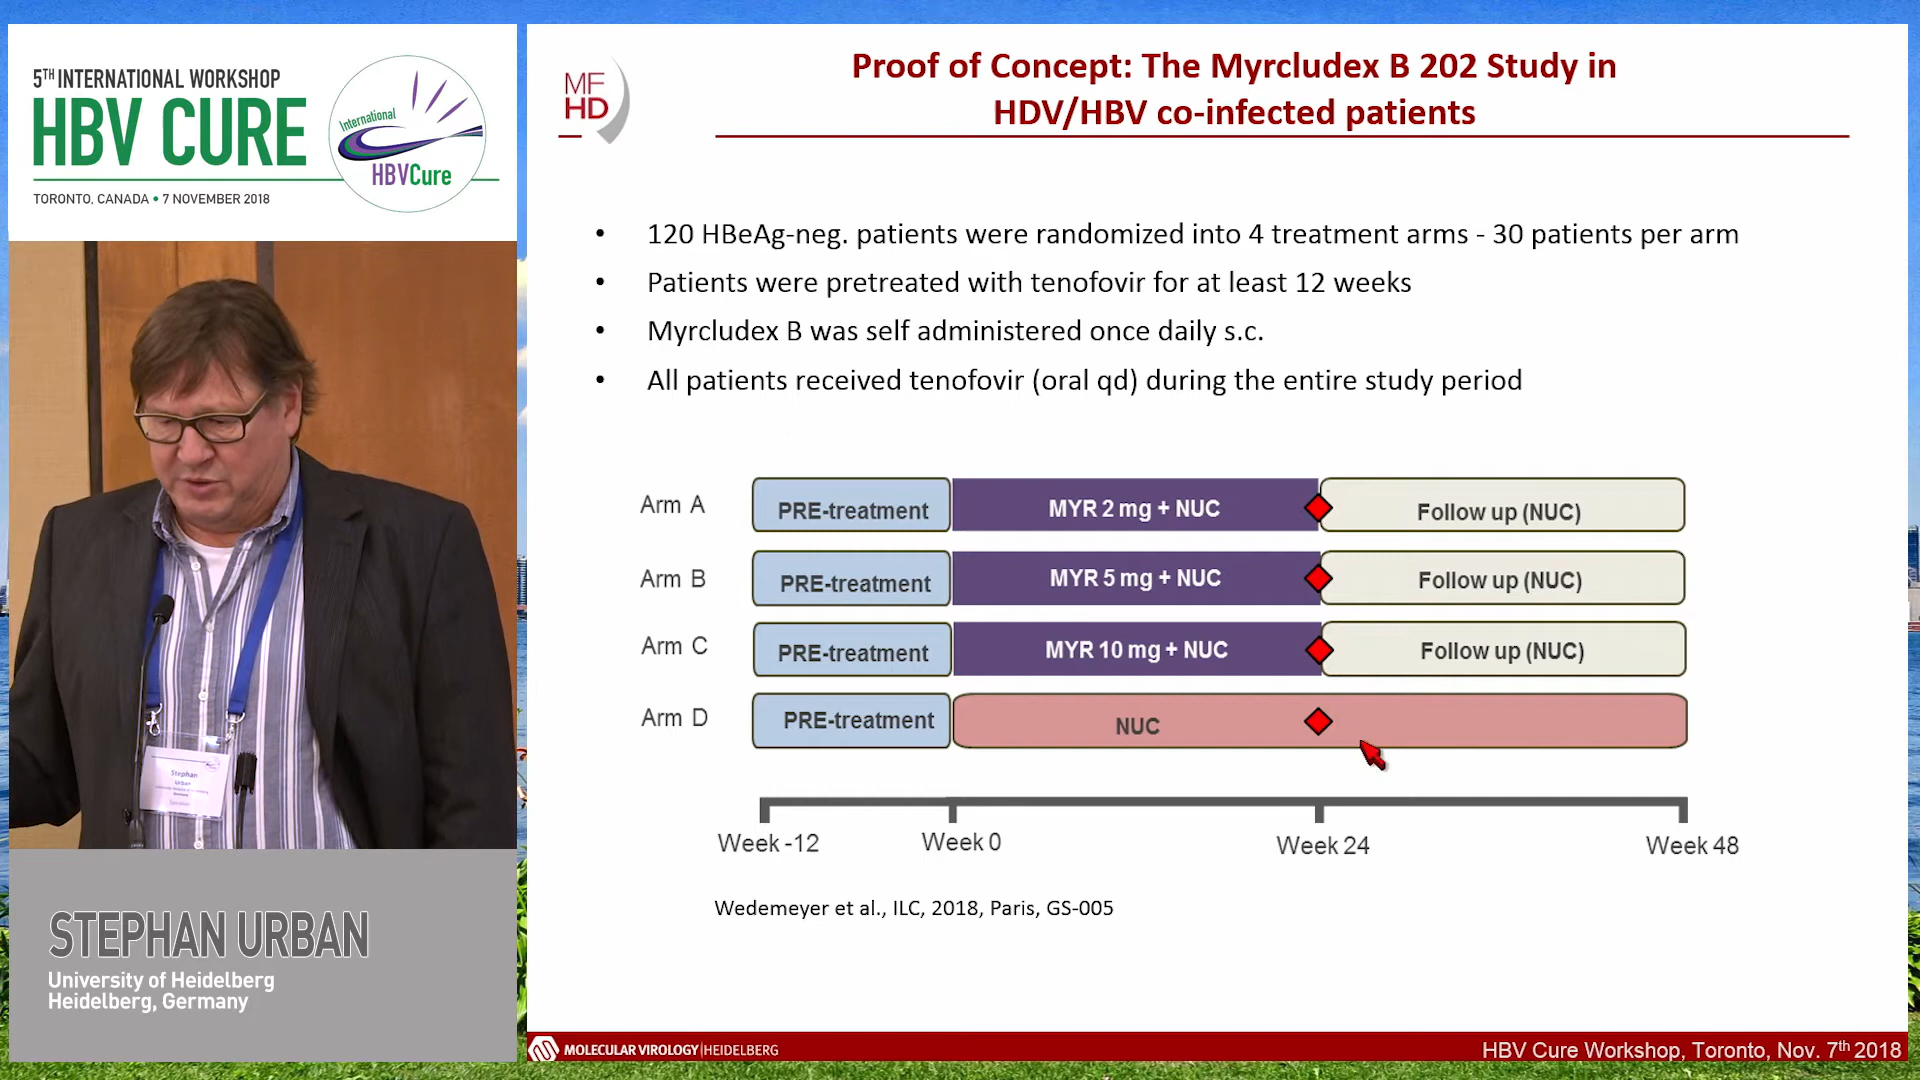 5TH INTERNATIONAL WORKSHOP
HBV CURE
TORONTO, CANADA • 7 NOVEMBER 2018
International
HBVCure
Stephan
Urban
STEPHAN URBAN
University of Heidelberg
Heidelberg, Germany
MF
HD
Proof of Concept: The Myrcludex B 202 Study in
HDV/HBV co-infected patients
• 120 HBeAg-neg. patients were randomized into 4 treatment arms - 30 patients per arm
• Patients were pretreated with tenofovir for at least 12 weeks
• Myrcludex B was self administered once daily s.c.
• All patients received tenofovir (oral qd) during the entire study period
Arm A PRE-treatment MYR 2 mg + NUC Follow up (NUC)
Arm B PRE-treatment MYR 5 mg + NUC Follow up (NUC)
Arm C PRE-treatment MYR 10 mg + NUC Follow up (NUC)
Arm D PRE-treatment NUC
Week -12 Week 0 Week 24 Week 48
Wedemeyer et al., ILC, 2018, Paris, GS-005
MOLECULAR VIROLOGY|HEIDELBERG
HBV Cure Workshop, Toronto, Nov. 7th 2018